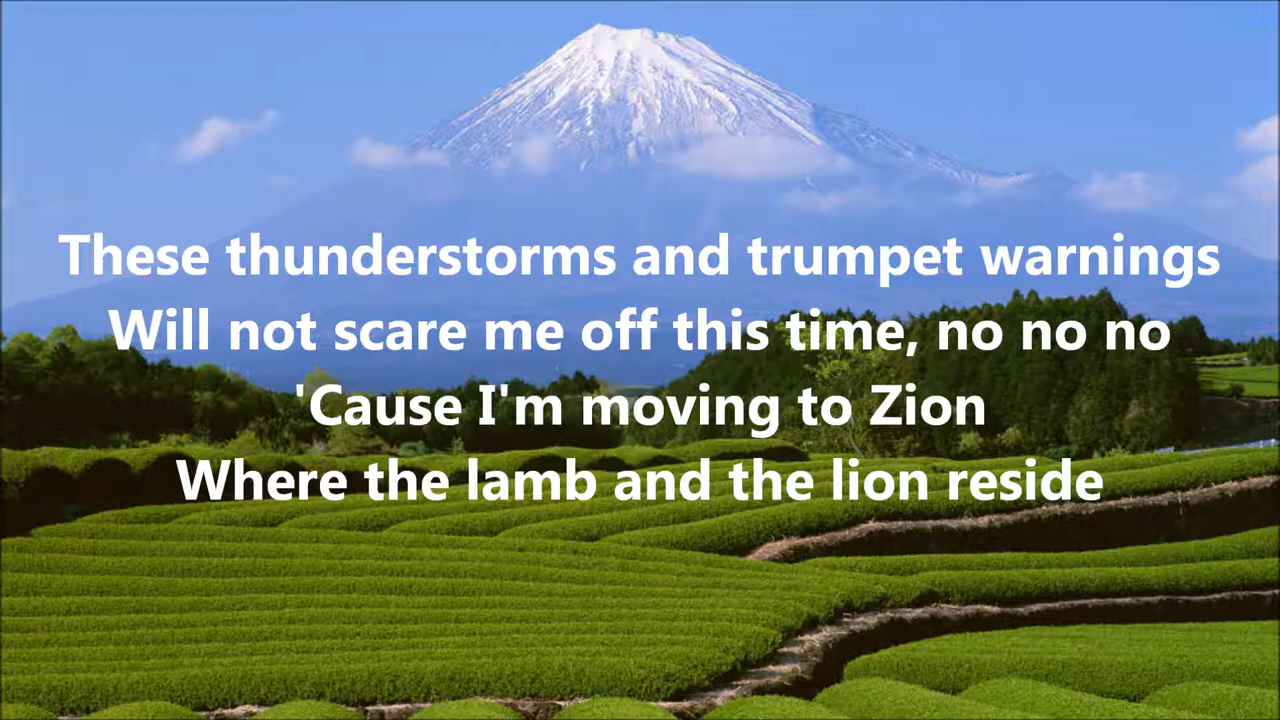 These thunderstorms and trumpet warnings
Will not scare me off this time, no no no
'Cause I'm moving to Zion
Where the lamb and the lion reside